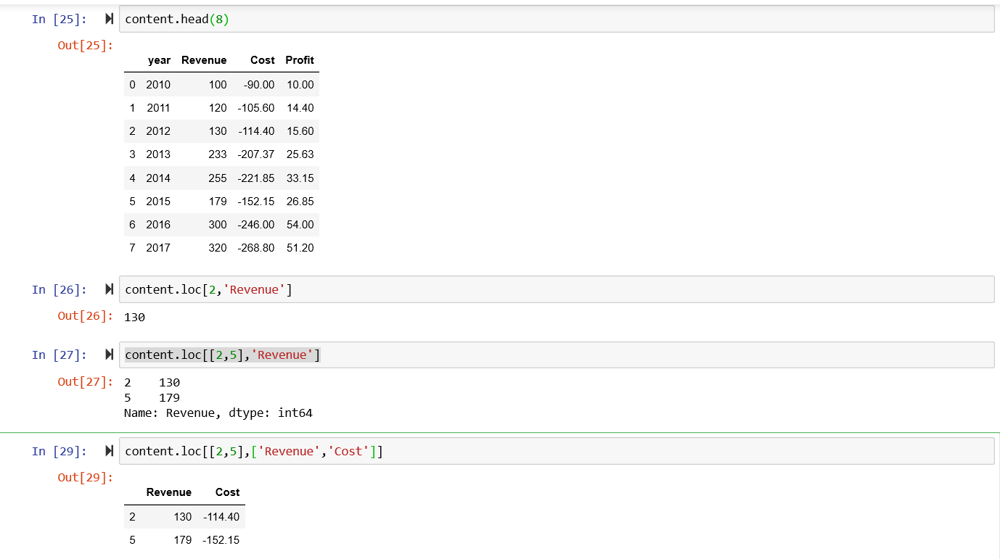 In [25]: content.head(8)
Out[25]:
year Revenue Cost Profit
0 2010 100 -90.00 10.00
1 2011 120 -105.60 14.40
2 2012 130 -114.40 15.60
3 2013 233 -207.37 25.63
4 2014 255 -221.85 33.15
5 2015 179 -152.15 26.85
6 2016 300 -246.00 54.00
7 2017 320 -268.80 51.20
In [26]: content.loc[2,'Revenue']
Out[26]: 130
In [27]: content.loc[[2,5],'Revenue']
Out[27]: 2 130
5 179
Name: Revenue, dtype: int64
In [29]: content.loc[[2,5],['Revenue','Cost']]
Out[29]:
Revenue Cost
2 130 -114.40
5 179 -152.15